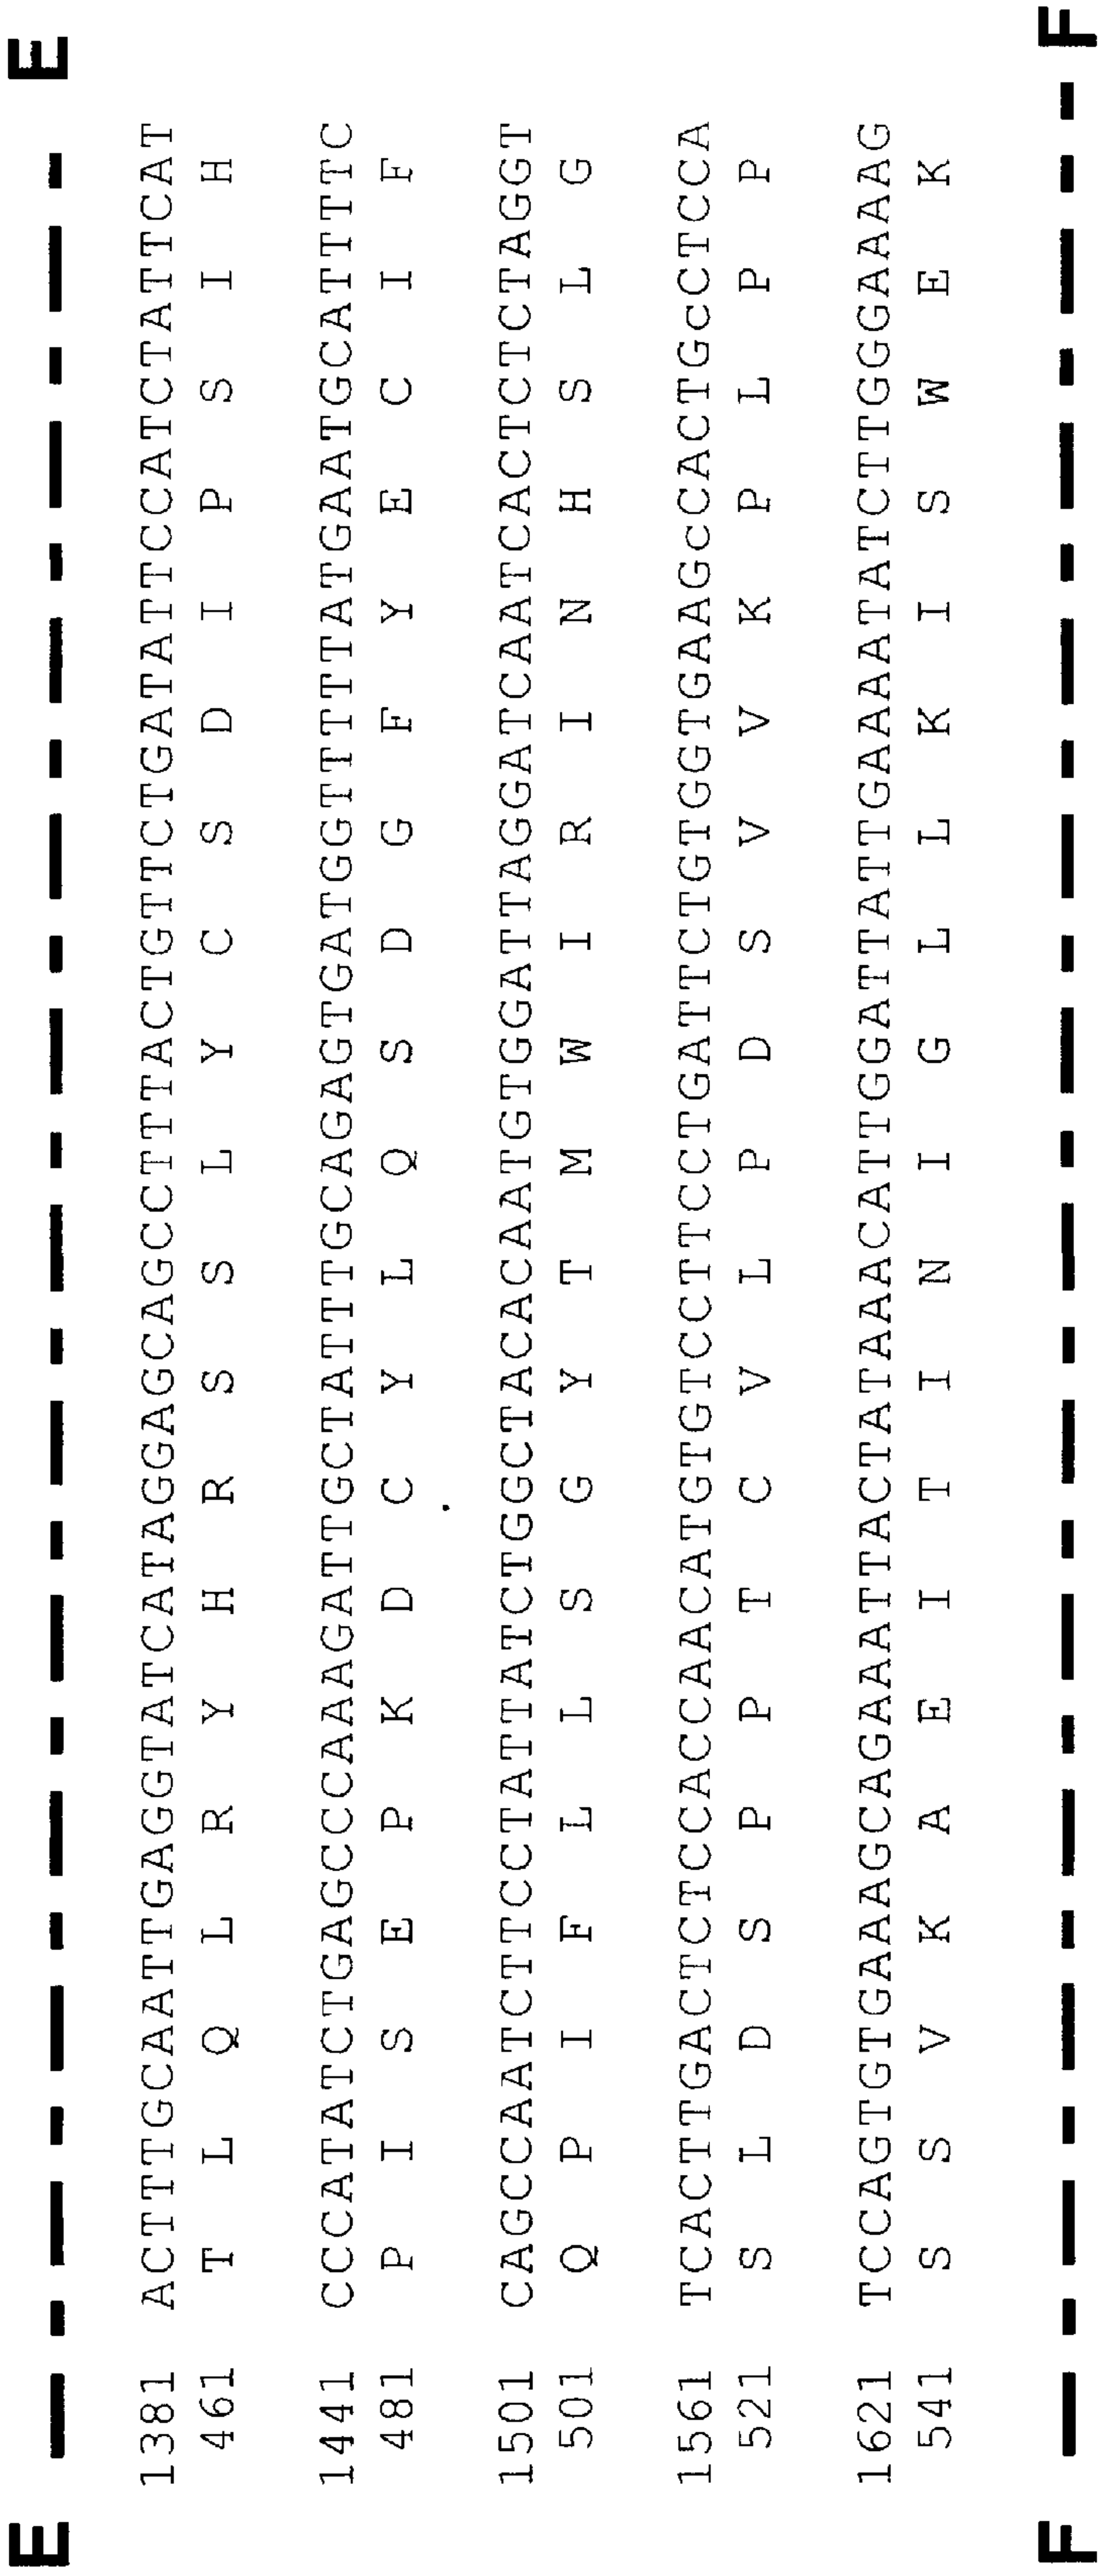 E E
1381 ACTTTGCAATTGAGGTATCATAGGAGCAGCCTTTACTGTTCTGATATTCCATCTATTCAT
461 T L Q L R Y H R S S L Y C S D I P S I H
1441 CCCATATCTGAGCCCAAAGATTGCTATTTGCAGAGTGATGGTTTTTATGAATGCATTTTC
481 P I S E P K D C Y L Q S D G F Y E C I F
1501 CAGCCAATCTTCCTATTATCTGGCTACACAATGTGGATTAGGATCAATCACTCTCTAGGT
501 Q P I F L L S G Y T M W I R I N H S L G
1561 TCACTTGACTCTCCACCAACATGTGTCCTTCCTGATTCTGTGGTGAAGcCACTGcCTCCA
521 S L D S P P T C V L P D S V V K P L P P
1621 TCCAGTGTGAAAGCAGAAATTACTATAAACATTGGATTATTGAAAATATCTTGGGAAAAG
541 S S V K A E I T I N I G L L K I S W E K
F F